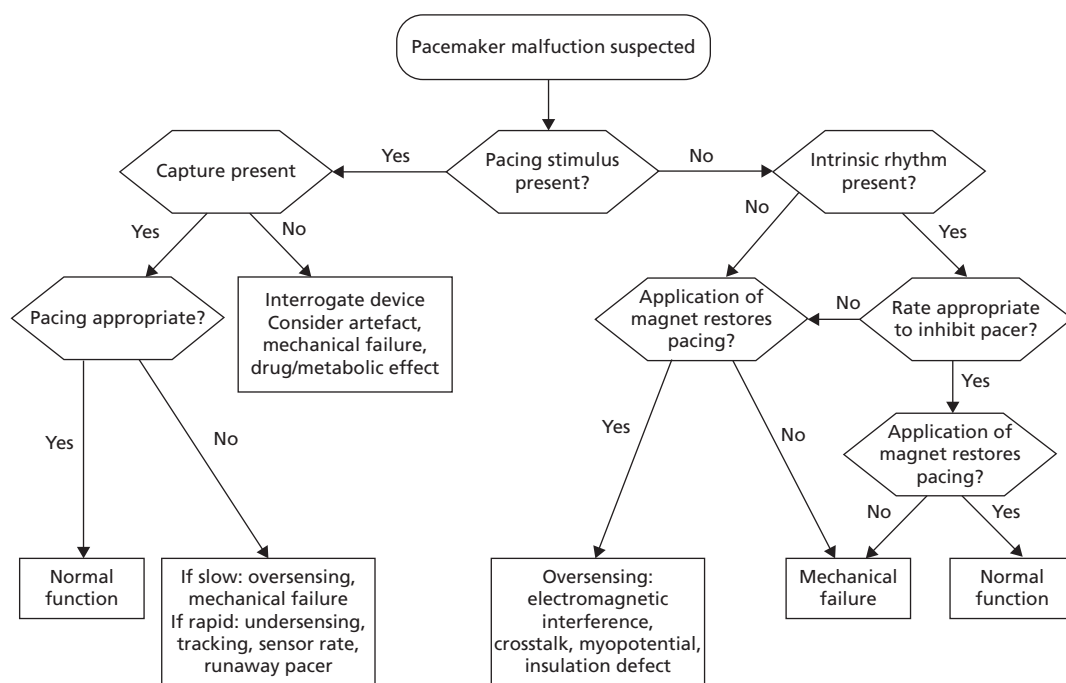 Pacemaker malfuction suspected
Yes
Pacing stimulus
present?
No
Capture present
Intrinsic rhythm
present?
Yes
No
No
Yes
Pacing appropriate?
Interrogate device
Consider artefact,
mechanical failure,
drug/metabolic effect
Application of
magnet restores
pacing?
No
Rate appropriate
to inhibit pacer?
Yes
Yes
No
Yes
No
Application of
magnet restores
pacing?
No
Yes
Normal
function
If slow: oversensing,
mechanical failure
If rapid: undersensing,
tracking, sensor rate,
runaway pacer
Oversensing:
electromagnetic
interference,
crosstalk, myopotential,
insulation defect
Mechanical
failure
Normal
function